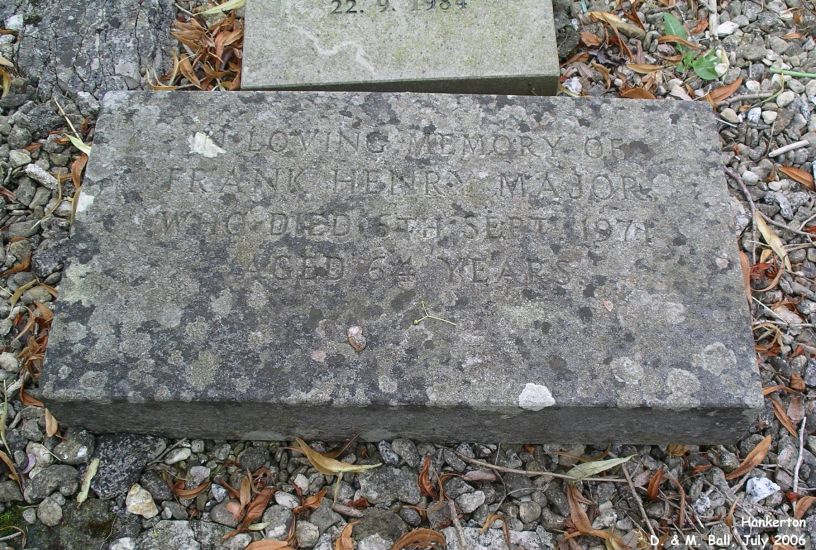 22. 9. 1984
IN LOVING MEMORY OF
FRANK HENRY MAJOR
WHO DIED 5TH SEPT. 1971
AGED 64 YEARS
Hankerton
D. & M. Ball, July 2006